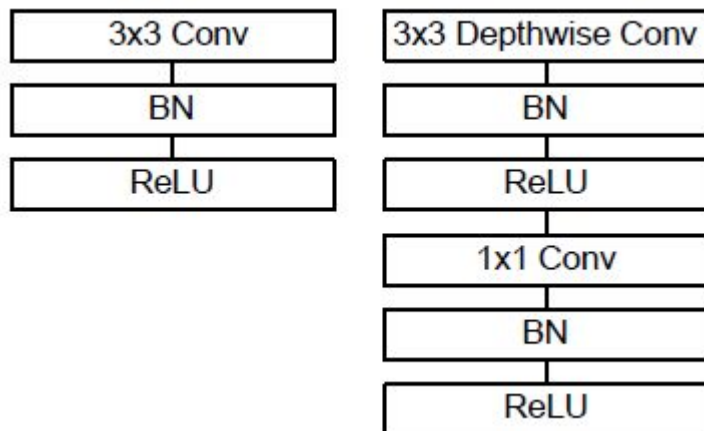 3x3 Conv
BN
ReLU
3x3 Depthwise Conv
BN
ReLU
1x1 Conv
BN
ReLU